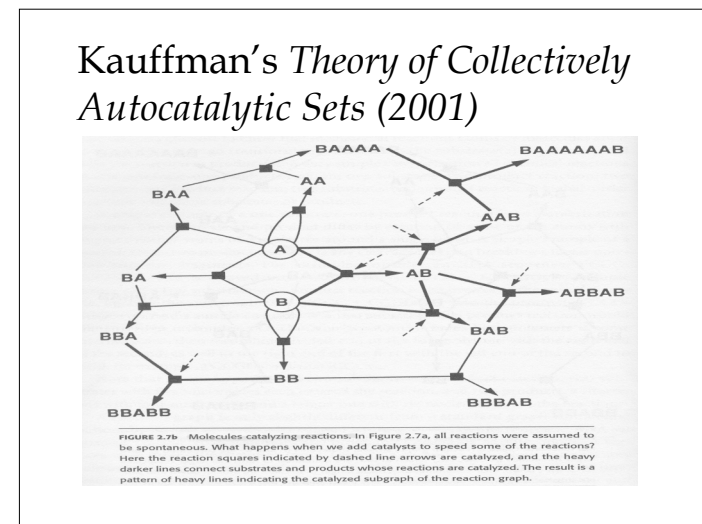 Kauffman’s Theory of Collectively
Autocatalytic Sets (2001)
BAAAA
BAAAAAAB
AA
BAA
AAB
A
BA
AB
B
ABBAB
BBA
BAB
BB
BBBAB
BBABB
FIGURE 2.7b Molecules catalyzing reactions. In Figure 2.7a, all reactions were assumed to
be spontaneous. What happens when we add catalysts to speed some of the reactions?
Here the reaction squares indicated by dashed line arrows are catalyzed, and the heavy
darker lines connect substrates and products whose reactions are catalyzed. The result is a
pattern of heavy lines indicating the catalyzed subgraph of the reaction graph.